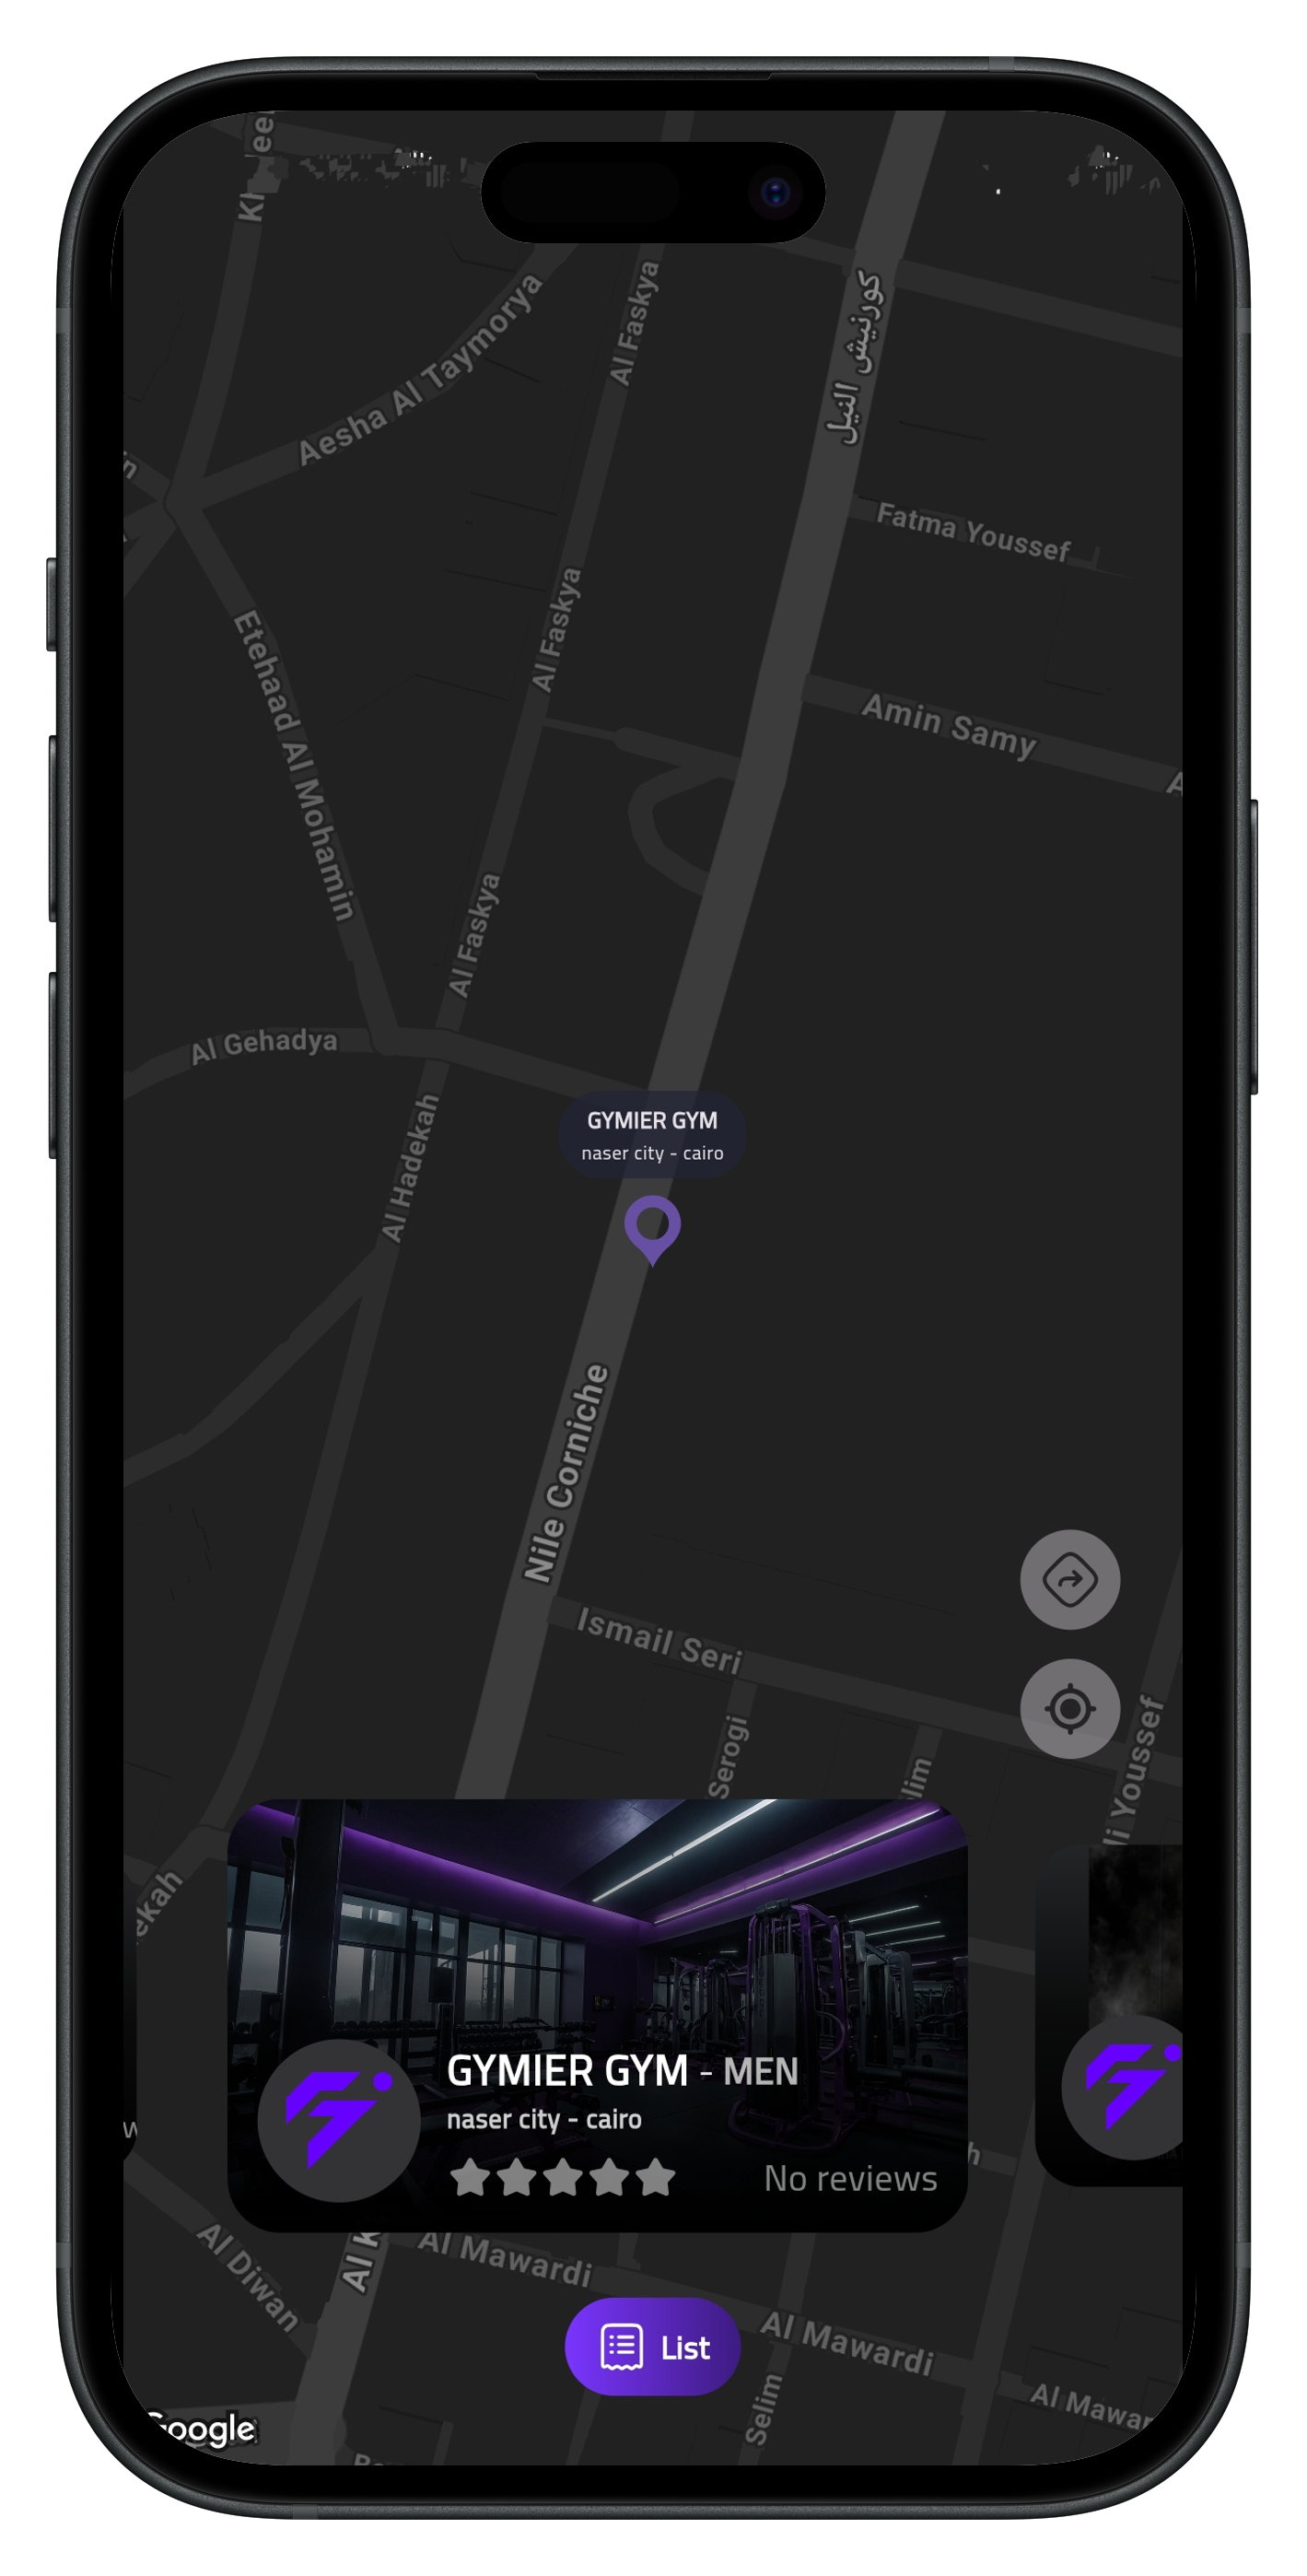 Aesha Al Taymorya
Al Faskya
كورنيش النيل
Fatma Youssef
Al Faskya
Etehaad Al Mohamin
Amin Samy
Al Faskya
Al Gehadya
Al Hadekah
GYMIER GYM
naser city - cairo
Nile Corniche
Ismail Seri
Serogi
Youssef
GYMIER GYM - MEN
naser city - cairo
No reviews
Al Diwan
Al Mawardi
Al Mawardi
List
Selim
Google